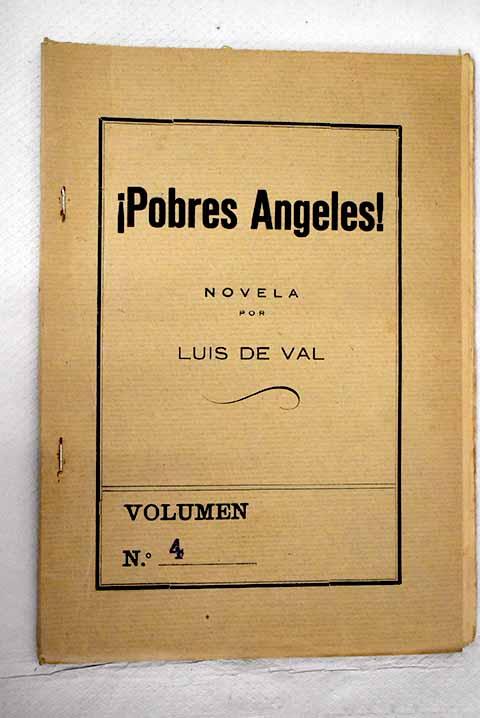 ¡Pobres Angeles!
NOVELA
POR
LUIS DE VAL
VOLUMEN
N.º 4